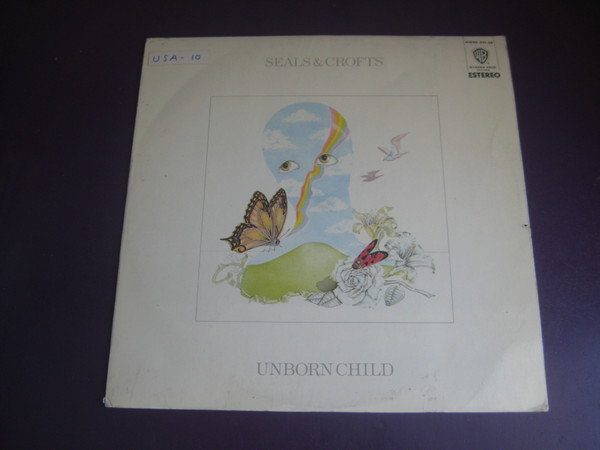 USA - 10
SEALS & CROFTS
ESTEREO
UNBORN CHILD